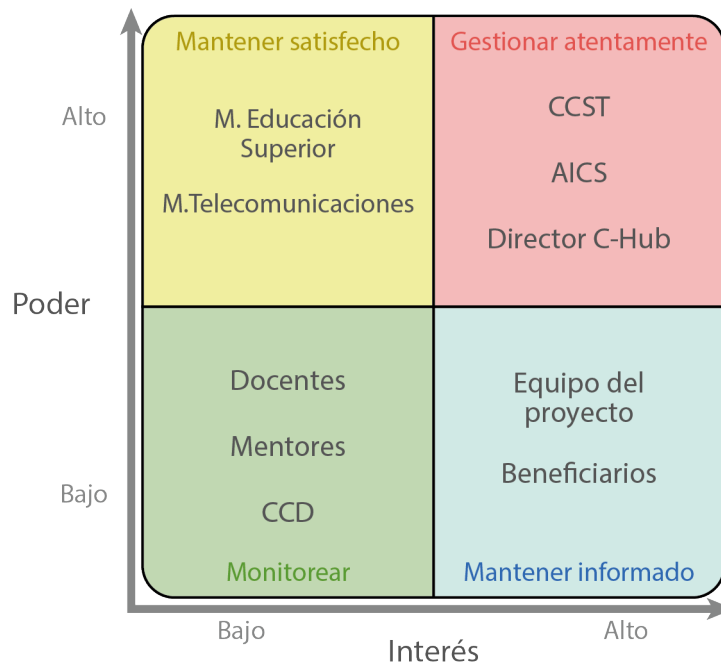 Mantener satisfecho
Gestionar atentamente
Alto
M. Educación
Superior
M.Telecomunicaciones
CCST
AICS
Director C-Hub
Poder
Docentes
Mentores
CCD
Monitorear
Equipo del
proyecto
Beneficiarios
Mantener informado
Bajo
Bajo
Interés
Alto